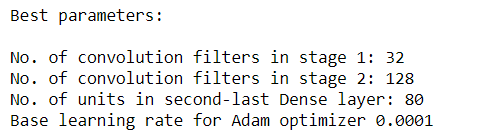 Best parameters:
No. of convolution filters in stage 1: 32
No. of convolution filters in stage 2: 128
No. of units in second-last Dense layer: 80
Base learning rate for Adam optimizer 0.0001